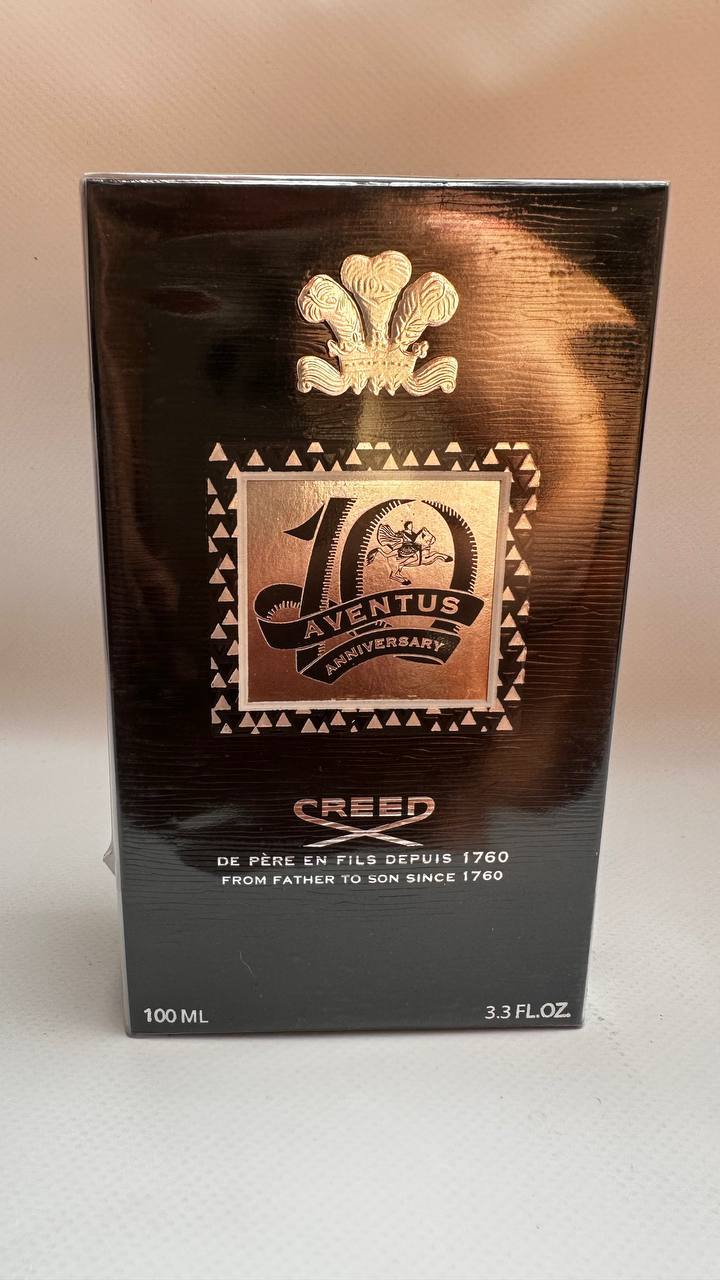 10
AVENTUS
ANNIVERSARY
CREED
DE PÈRE EN FILS DEPUIS 1760
FROM FATHER TO SON SINCE 1760
100 ML
3.3 FL.OZ.